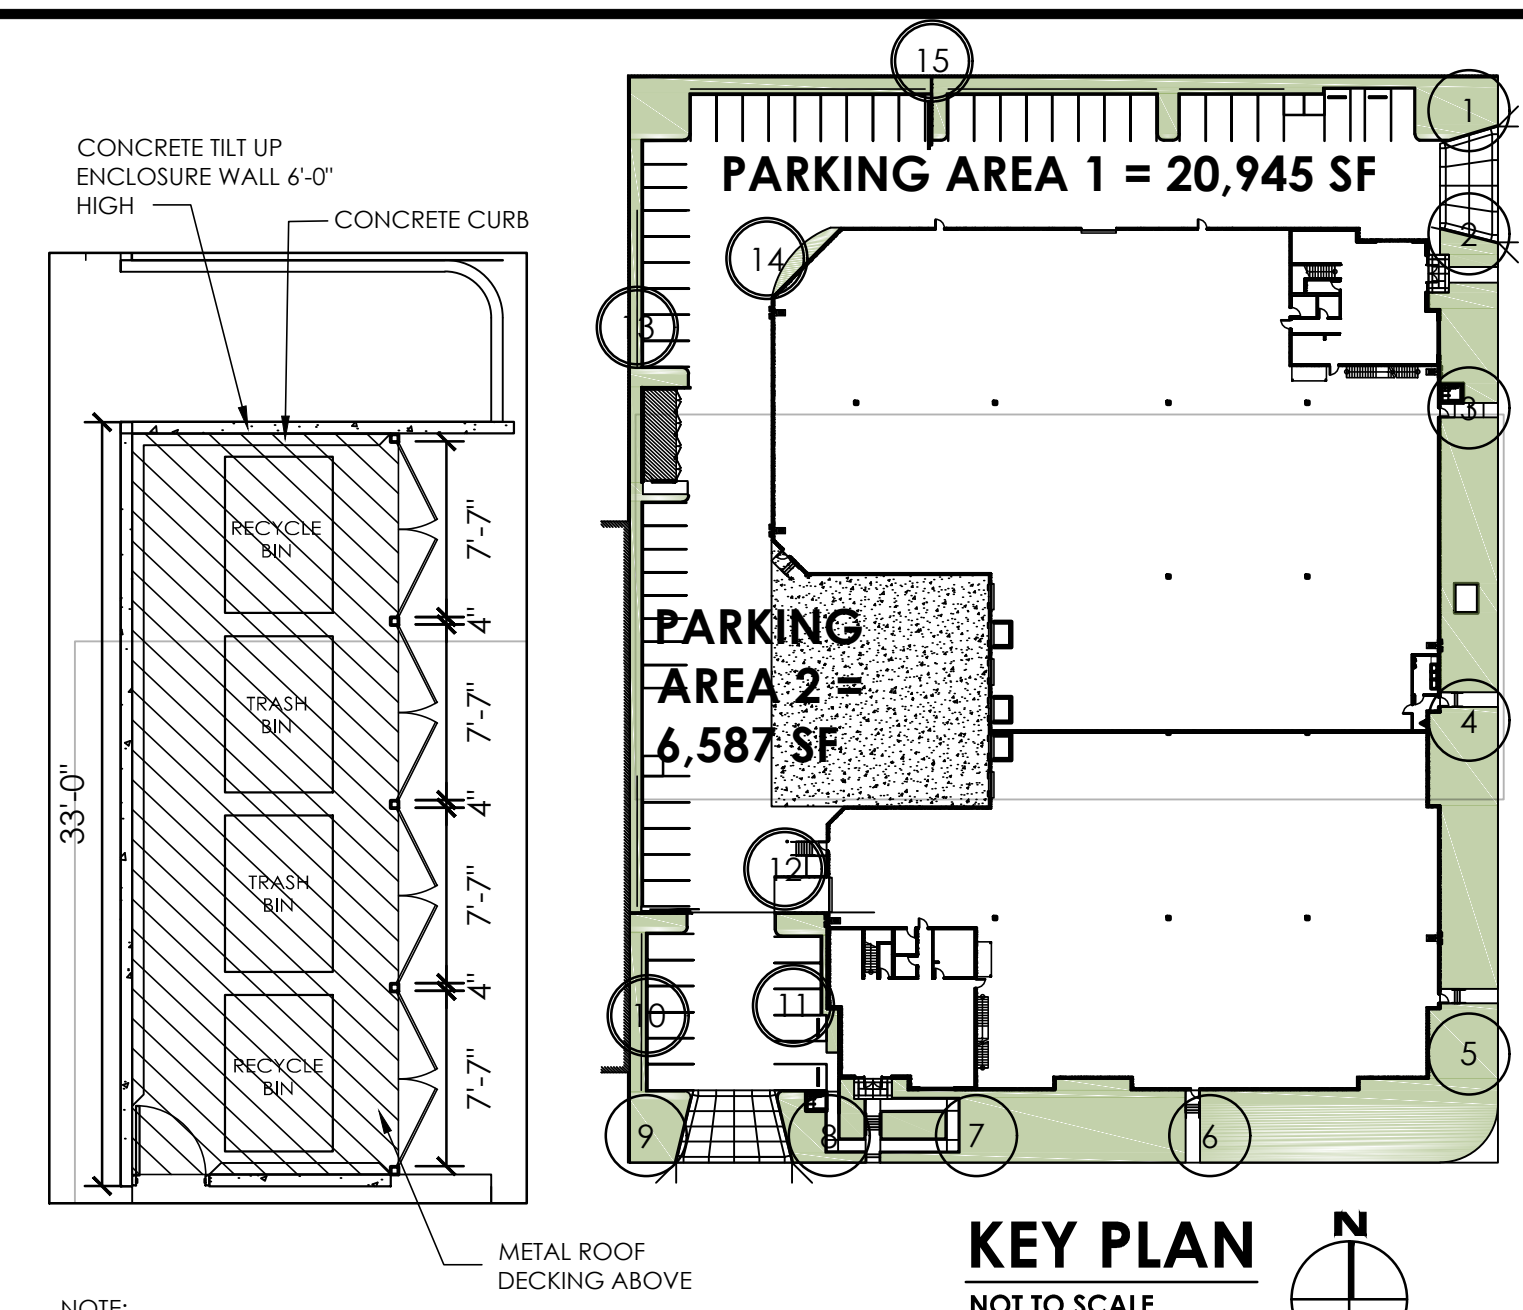 CONCRETE TILT UP
ENCLOSURE WALL 6'-0"
HIGH
CONCRETE CURB
33'-0"
RECYCLE
BIN
TRASH
BIN
TRASH
BIN
RECYCLE
BIN
7'-7"
4"
7'-7"
4"
7'-7"
4"
7'-7"
METAL ROOF
DECKING ABOVE
NOTE:
15
1
PARKING AREA 1 = 20,945 SF
2
14
13
3
PARKING
AREA 2 =
6,587 SF
4
12
10
11
5
9
8
7
6
KEY PLAN
NOT TO SCALE
N